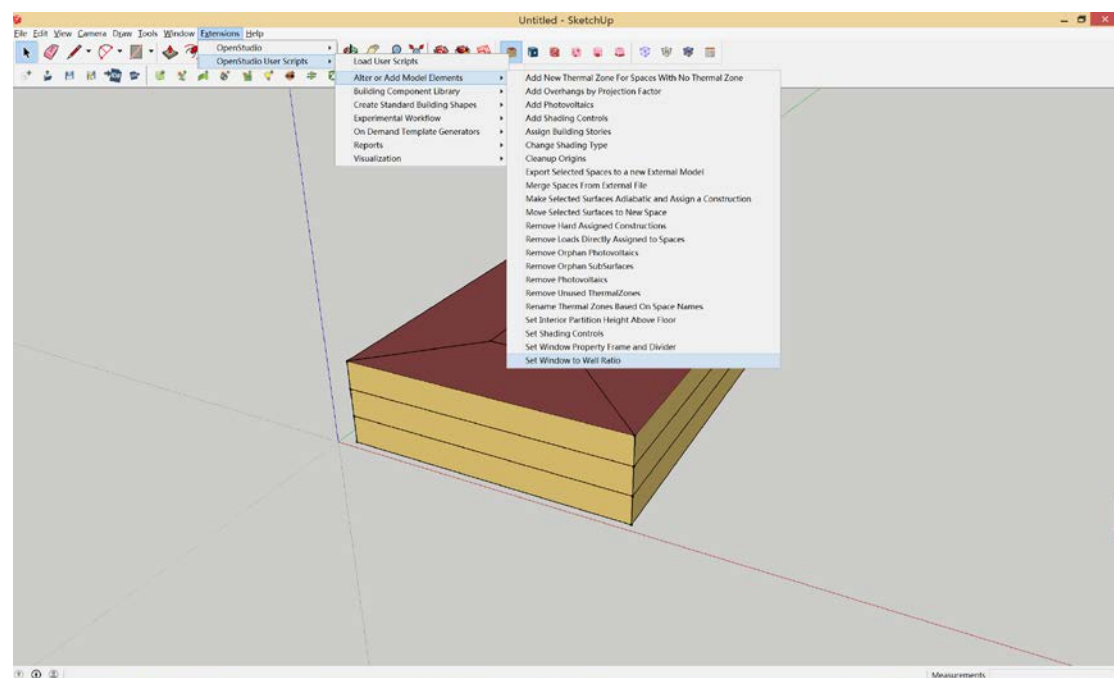 Untitled - SketchUp
File Edit View Camera Draw Tools Window Extensions Help
OpenStudio
OpenStudio User Scripts
Load User Scripts
Alter or Add Model Elements
Building Component Library
Create Standard Building Shapes
Experimental Workflow
On Demand Template Generators
Reports
Visualization
Add New Thermal Zone For Spaces With No Thermal Zone
Add Overhangs by Projection Factor
Add Photovoltaics
Add Shading Controls
Assign Building Stories
Change Shading Type
Cleanup Origins
Export Selected Spaces to a new External Model
Merge Spaces From External File
Make Selected Surfaces Adiabatic and Assign a Construction
Move Selected Surfaces to New Space
Remove Hard Assigned Constructions
Remove Loads Directly Assigned to Spaces
Remove Orphan Photovoltaics
Remove Orphan SubSurfaces
Remove Photovoltaics
Remove Unused ThermalZones
Rename Thermal Zones Based On Space Names
Set Interior Partition Height Above Floor
Set Shading Controls
Set Window Property Frame and Divider
Set Window to Wall Ratio
Measurements